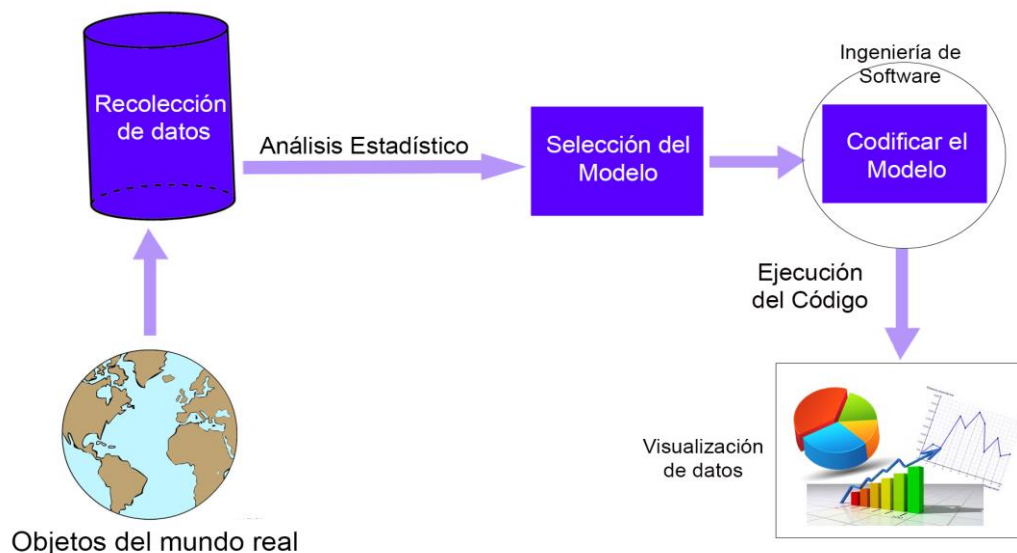 Recolección
de datos
Análisis Estadístico
Selección del
Modelo
Ingeniería de
Software
Codificar el
Modelo
Ejecución
del Código
Visualización
de datos
Objetos del mundo real